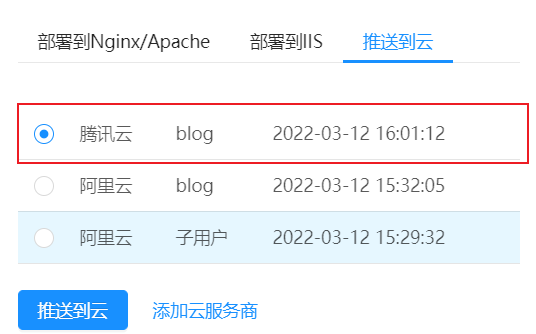 部署到Nginx/Apache 部署到IIS 推送到云
腾讯云 blog 2022-03-12 16:01:12
阿里云 blog 2022-03-12 15:32:05
阿里云 子用户 2022-03-12 15:29:32
推送到云 添加云服务商